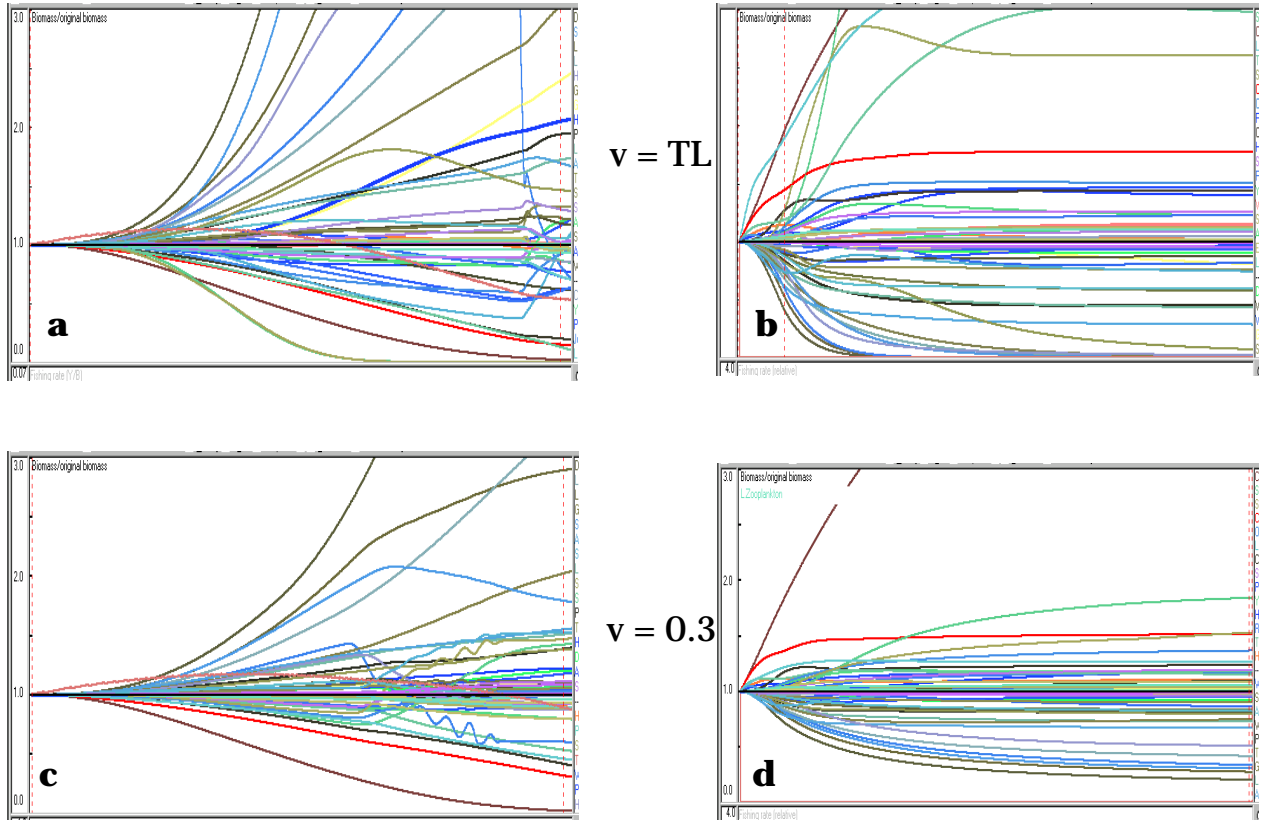 3.0 Biomass/original biomass
2.0
1.0
0.0
a
0.07 Fishing rate (Y/B)
v = TL
Biomass/original biomass
b
4.0 Fishing rate (relative)
3.0 Biomass/original biomass
2.0
1.0
0.0
c
v = 0.3
3.0 Biomass/original biomass
L.Zooplankton
2.0
1.0
0.0
d
4.0 Fishing rate (relative)